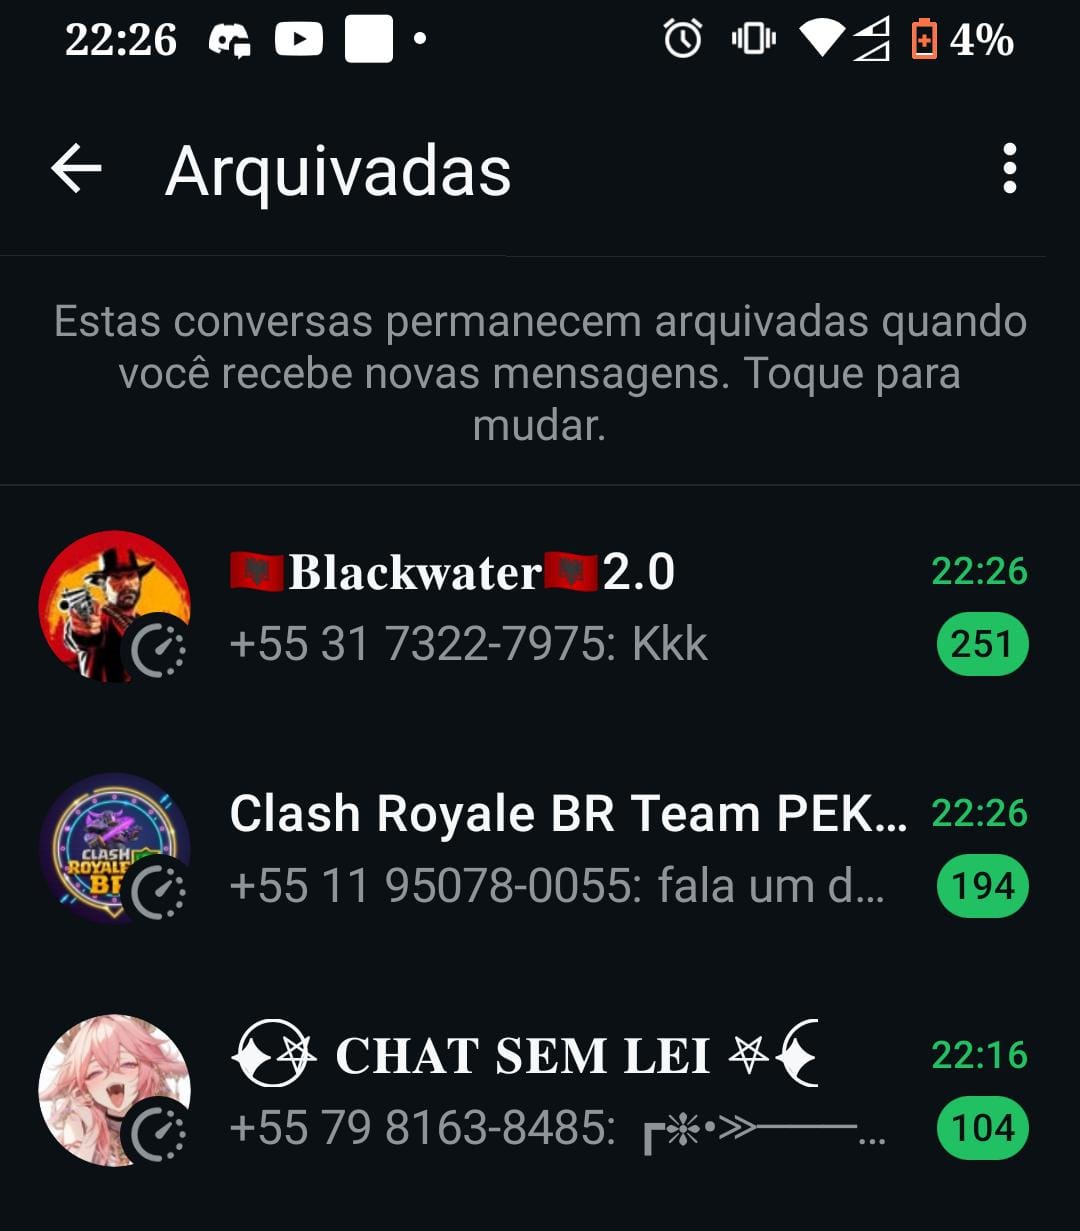 22:26 4%
Arquivadas
Estas conversas permanecem arquivadas quando
você recebe novas mensagens. Toque para
mudar.
🇦🇱Blackwater🇦🇱2.0 22:26
+55 31 7322-7975: Kkk 251
Clash Royale BR Team PEK... 22:26
+55 11 95078-0055: fala um d... 194
CLASH
ROYALE
CHAT SEM LEI 22:16
+55 79 8163-8485: ┏❈•≫───... 104